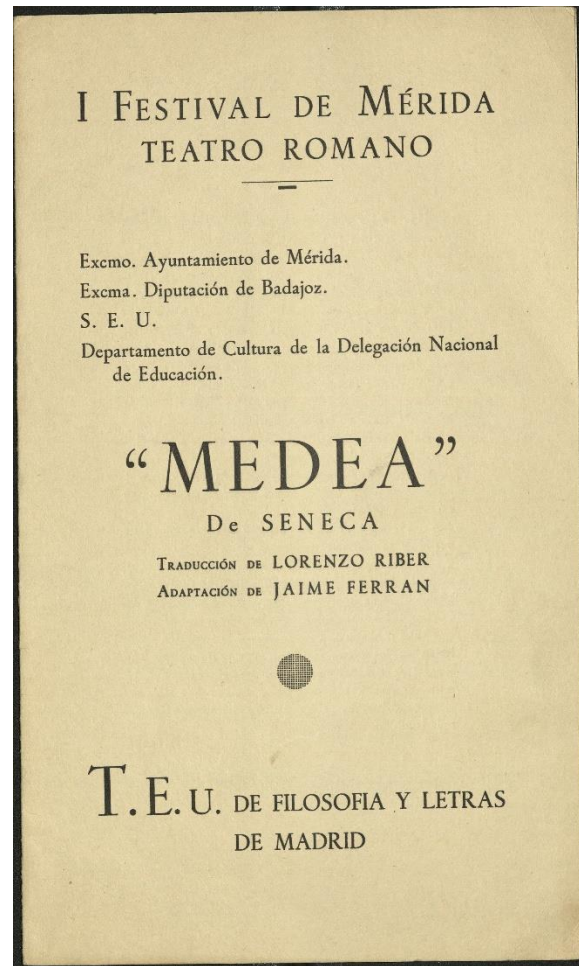 I FESTIVAL DE MÉRIDA
TEATRO ROMANO
Excmo. Ayuntamiento de Mérida.
Excma. Diputación de Badajoz.
S. E. U.
Departamento de Cultura de la Delegación Nacional
de Educación.
“MEDEA”
De SENECA
TRADUCCIÓN DE LORENZO RIBER
ADAPTACIÓN DE JAIME FERRAN
T. E. U. DE FILOSOFIA Y LETRAS
DE MADRID